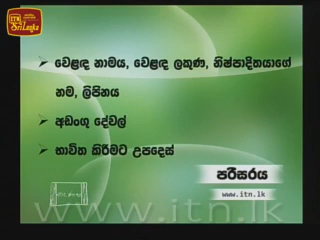 ITN
Sri Lanka
➤ වෙළඳ නාමය, වෙළඳ ලකුණ, නිෂ්පාදිතයාගේ
නම, ලිපිනය
➤ අඩංගු දේවල්
➤ භාවිත කිරීමට උපදෙස්
පරිසරය
www.itn.lk
www.itn.lk